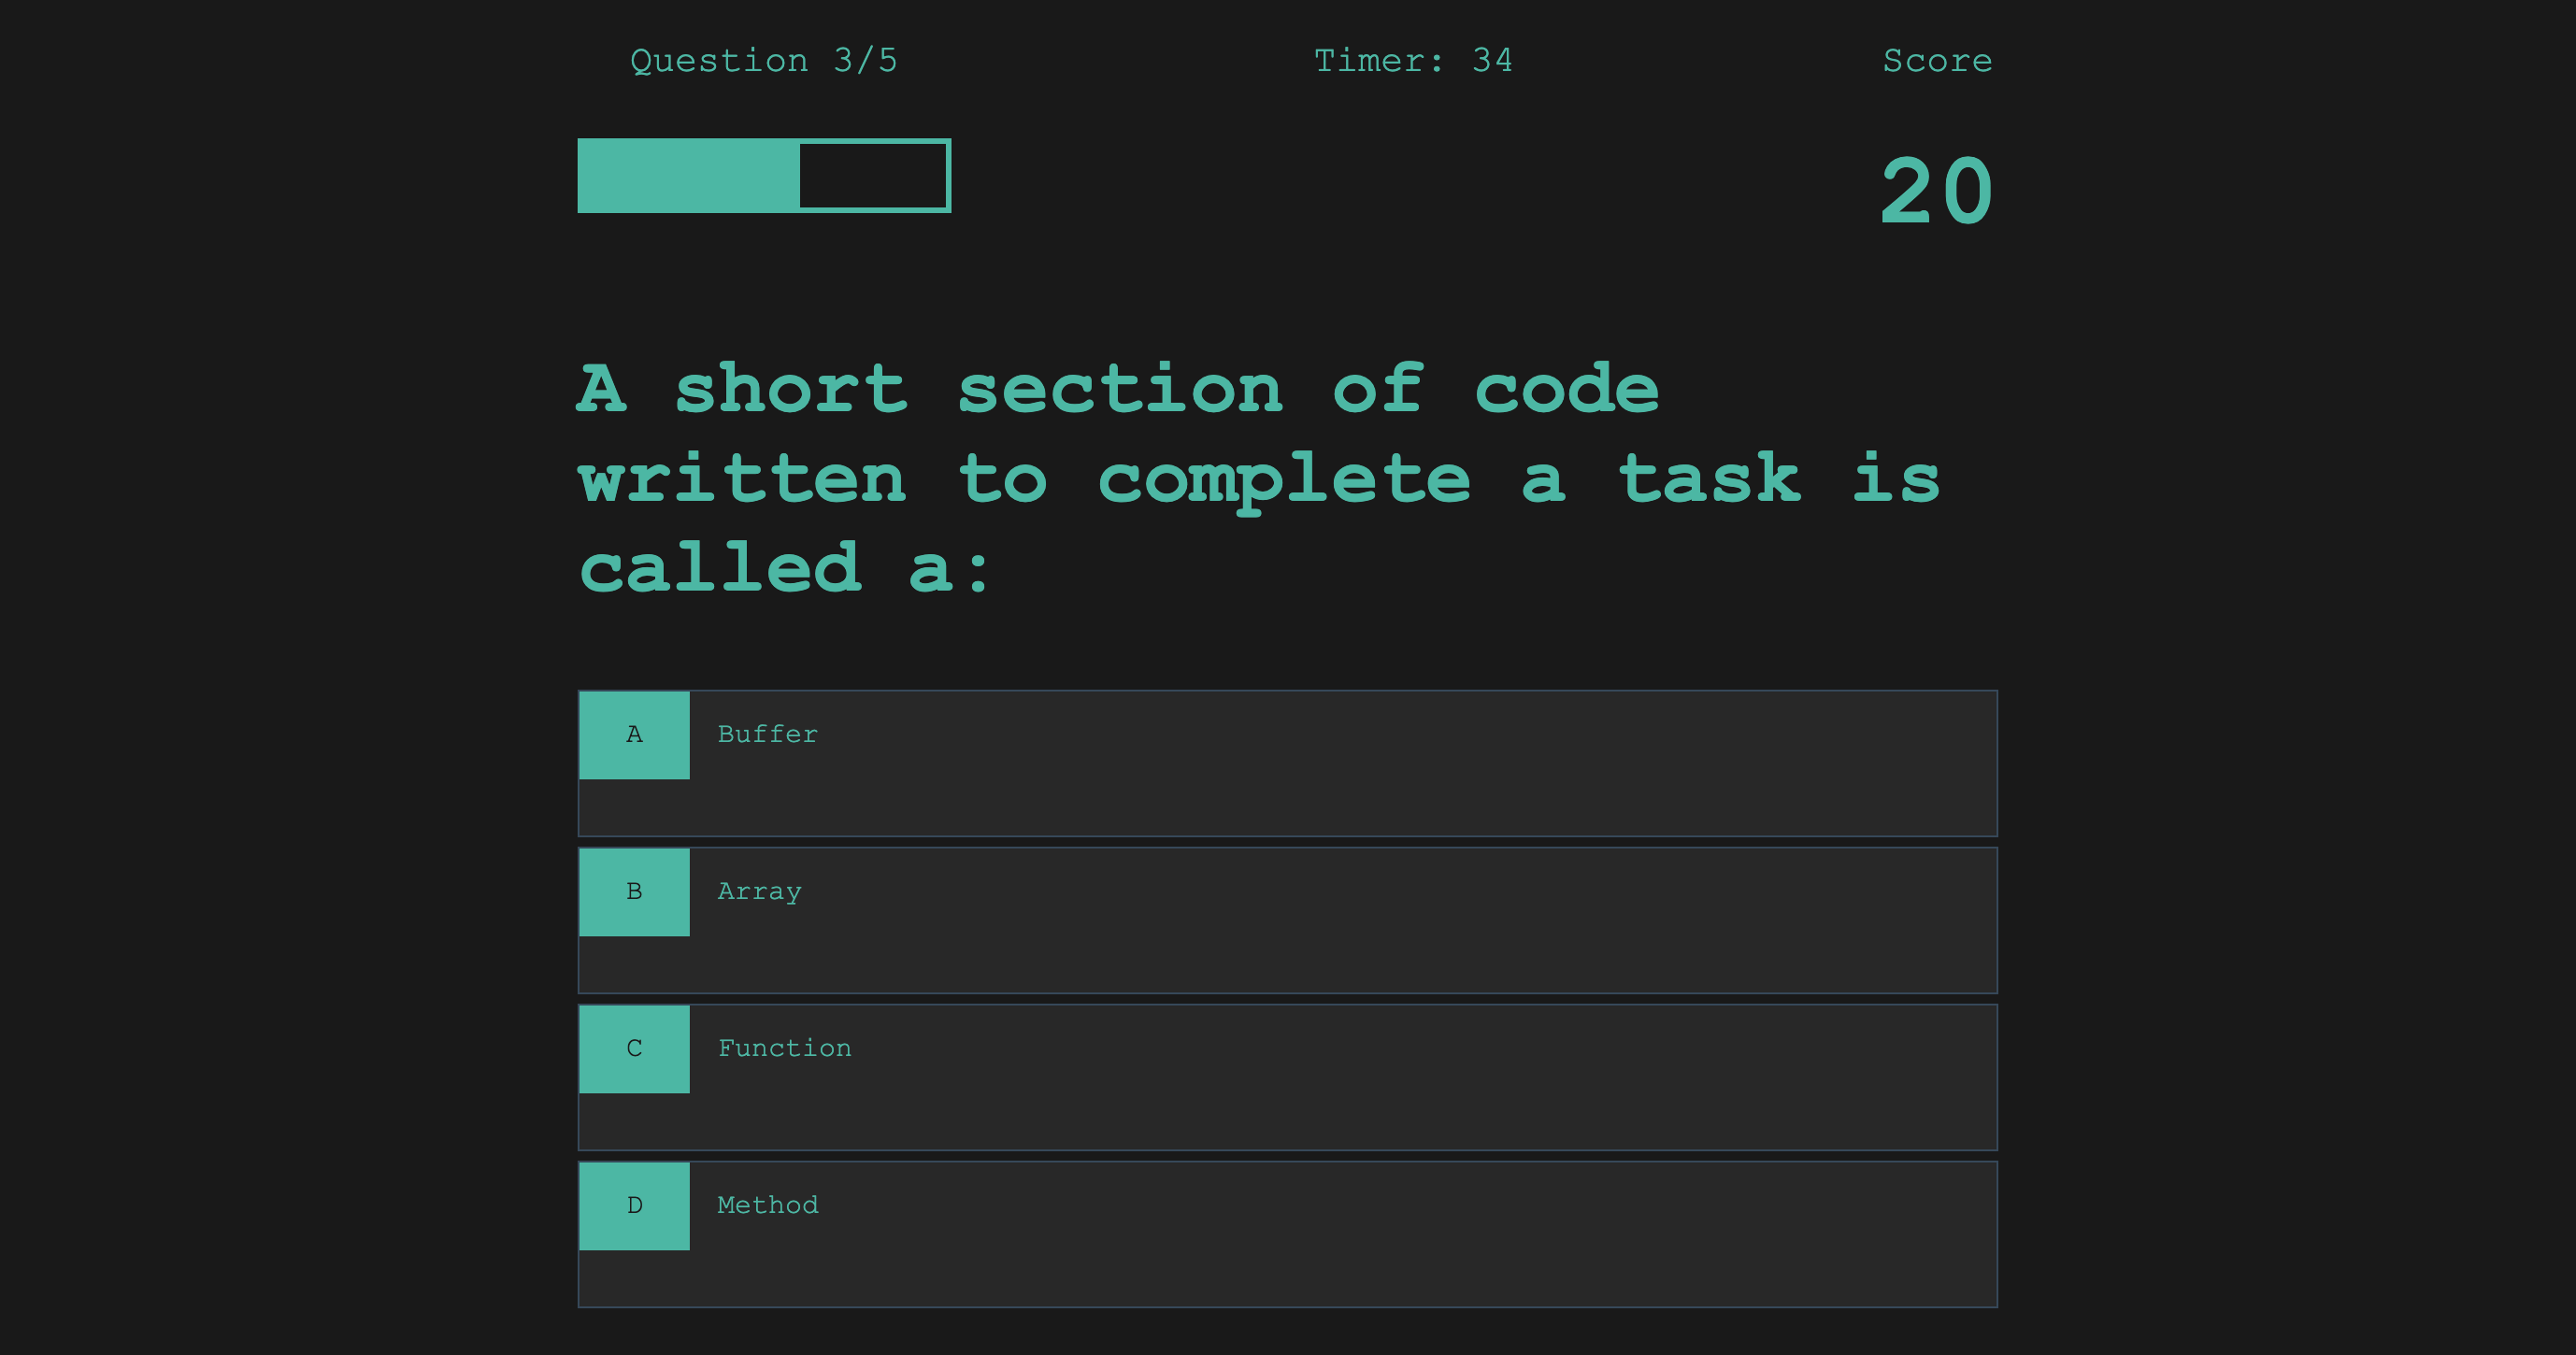 Question 3/5
Timer: 34
Score
20
A short section of code
written to complete a task is
called a:
A Buffer
B Array
C Function
D Method